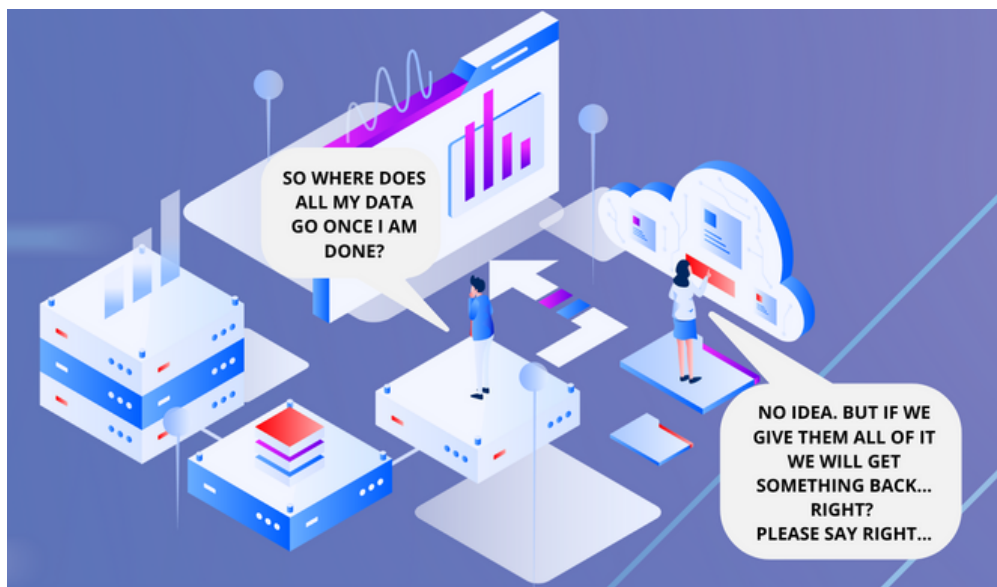 SO WHERE DOES
ALL MY DATA
GO ONCE I AM
DONE?
NO IDEA. BUT IF WE
GIVE THEM ALL OF IT
WE WILL GET
SOMETHING BACK...
RIGHT?
PLEASE SAY RIGHT...